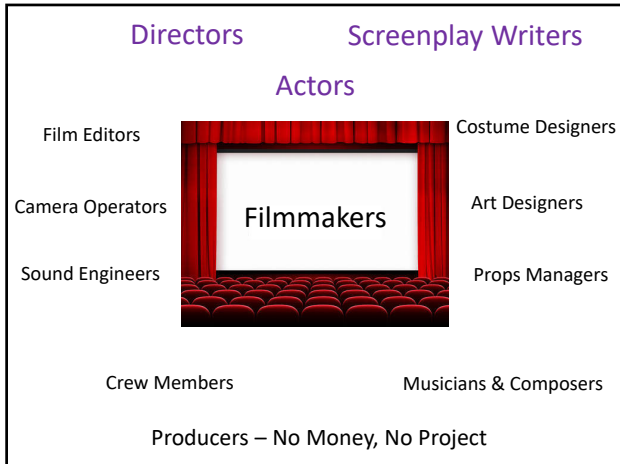 Directors
Screenplay Writers
Actors
Film Editors
Costume Designers
Camera Operators
Filmmakers
Art Designers
Sound Engineers
Props Managers
Crew Members
Musicians & Composers
Producers – No Money, No Project